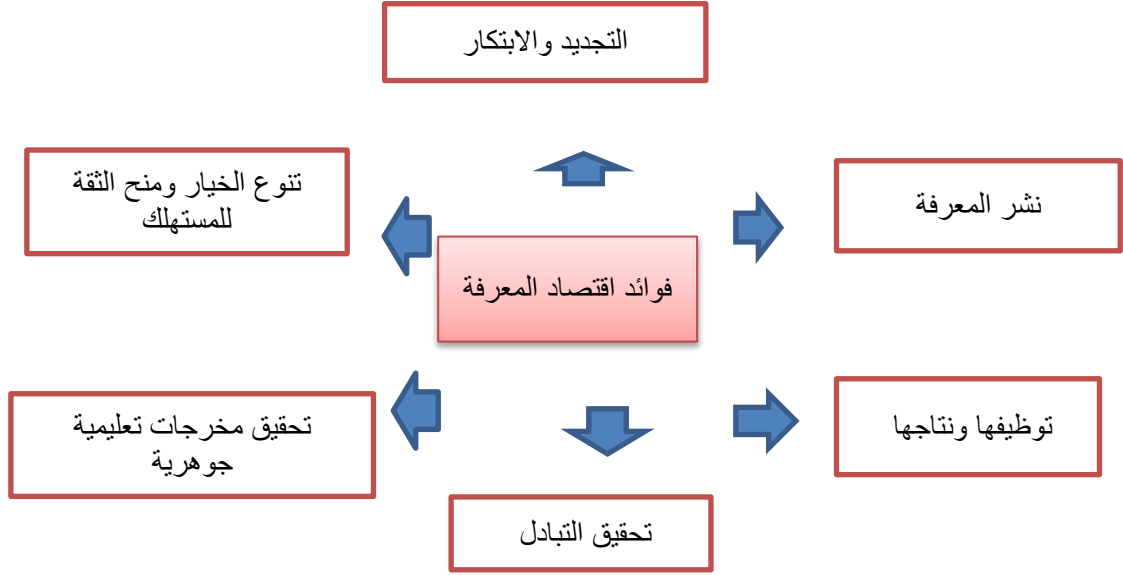 التجديد والابتكار
نشر المعرفة
تنوع الخيار ومنح الثقة
للمستهلك
فوائد اقتصاد المعرفة
توظيفها ونتاجها
تحقيق مخرجات تعليمية
جوهرية
تحقيق التبادل